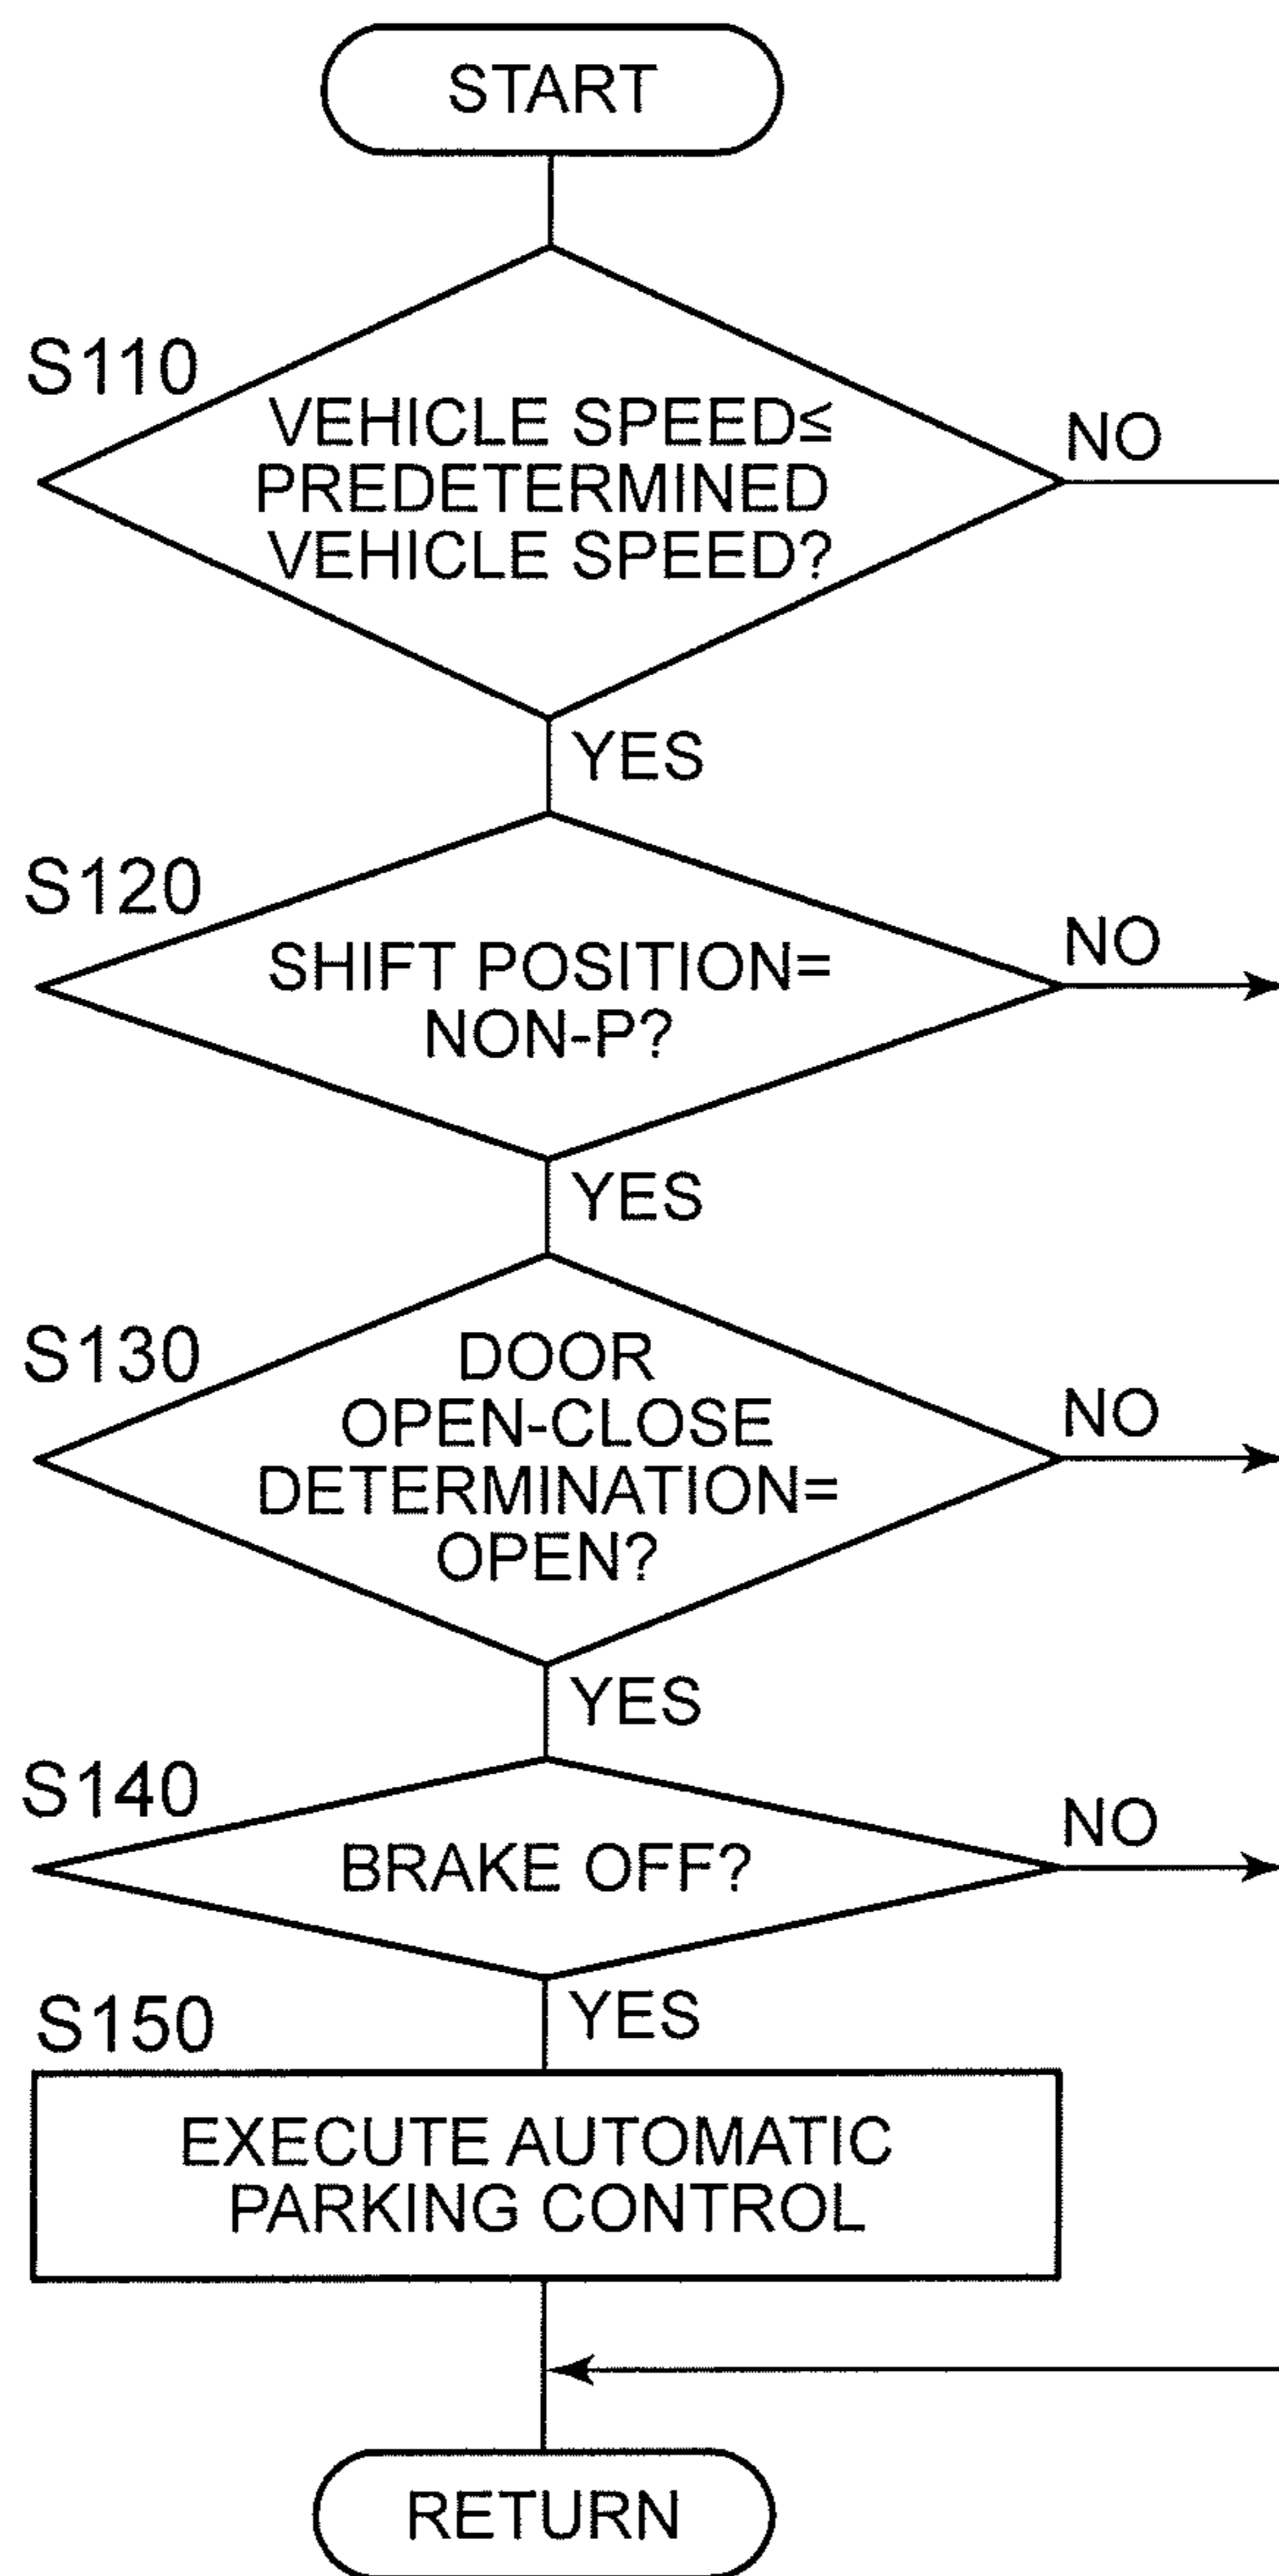 START
S110
VEHICLE SPEED≤
PREDETERMINED
VEHICLE SPEED?
NO
YES
S120
SHIFT POSITION=
NON-P?
NO
YES
S130
DOOR
OPEN-CLOSE
DETERMINATION=
OPEN?
NO
YES
S140
BRAKE OFF?
NO
YES
S150
EXECUTE AUTOMATIC
PARKING CONTROL
RETURN